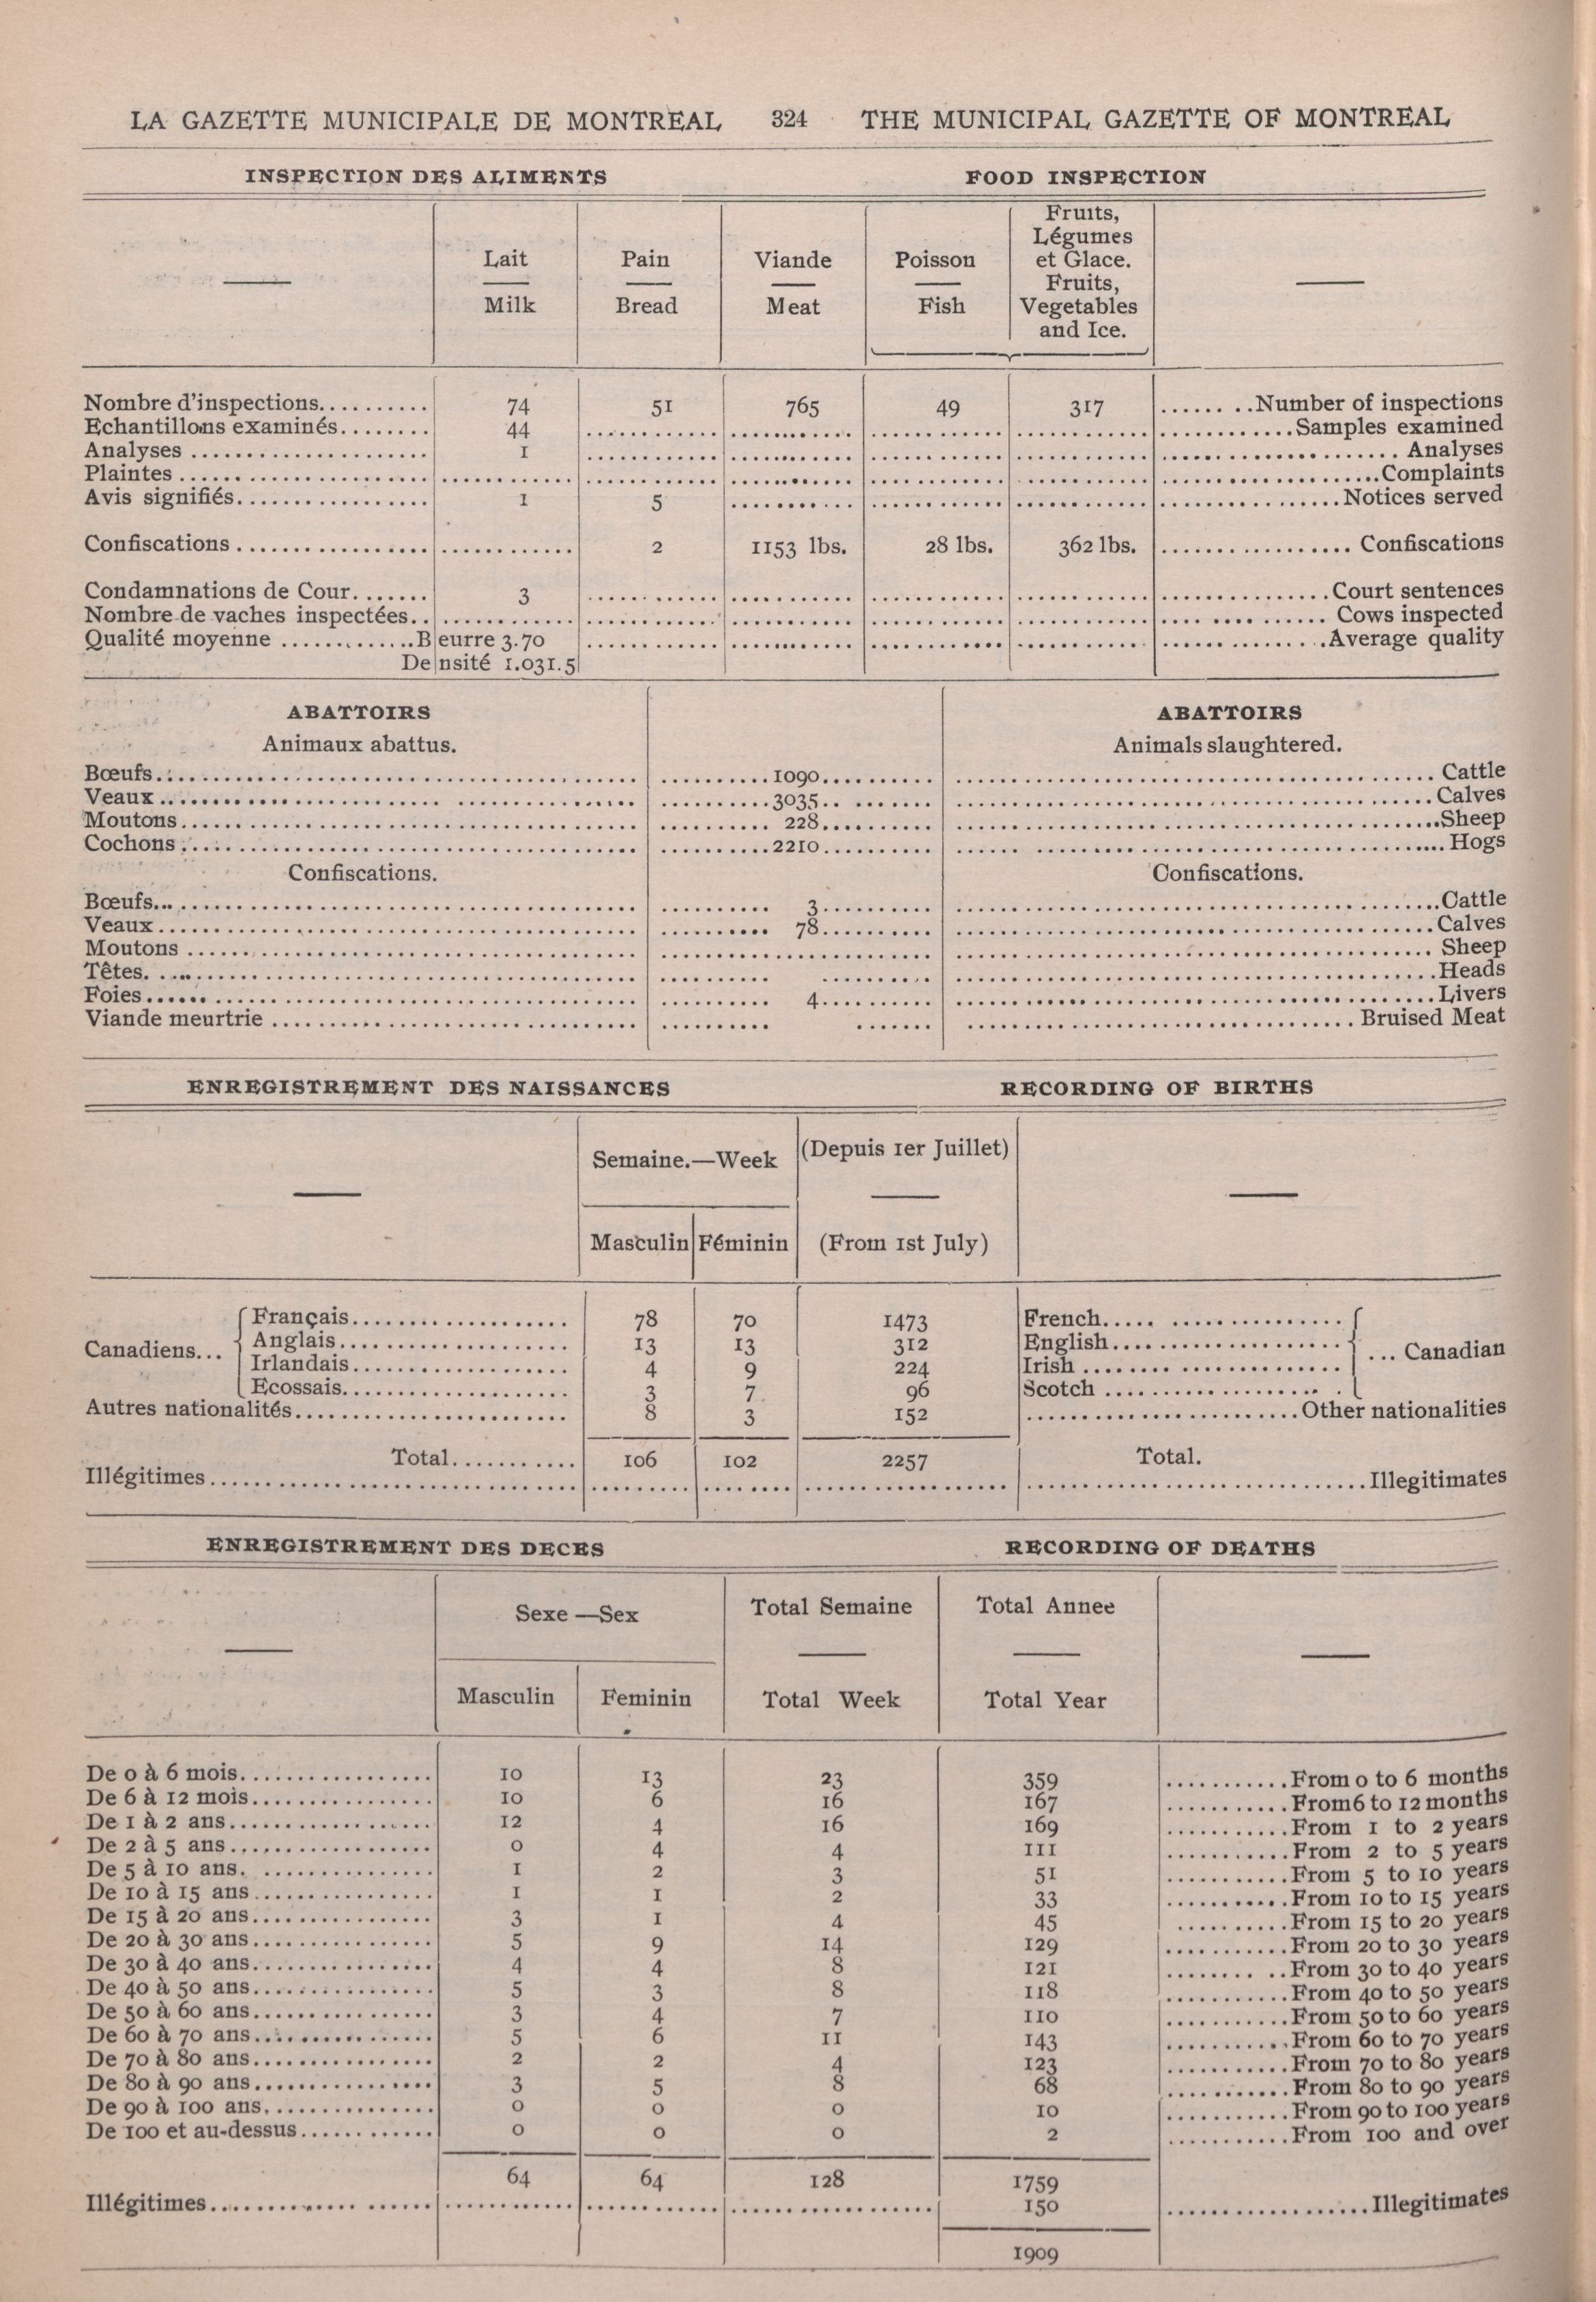 LA GAZETTE MUNICIPALE DE MONTREAL 324 THE MUNICIPAL GAZETTE OF MONTREAL
INSPECTION DES ALIMENTS FOOD INSPECTION
Lait
Milk
Pain
Bread
Viande
Meat
Poisson
Fish
Fruits,
Légumes
et Glace.
Fruits,
Vegetables
and Ice.
Nombre d'inspections.......... 74 51 765 49 317 ........Number of inspections
Echantillons examinés........ 44 ............ ............ ............ ............ ............Samples examined
Analyses ...................... 1 ............ ............ ............ ............ ...................... Analyses
Plaintes ....................... ............ ............ ............ ............ ............ ....................Complaints
Avis signifiés................. 1 5 ............ ............ ............ .................Notices served
Confiscations .................. ............ 2 1153 lbs. 28 lbs. 362 lbs. .................. Confiscations
Condamnations de Cour....... 3 ............ ............ ............ ............ ...............Court sentences
Nombre de vaches inspectées.. ............ ............ ............ ............ ............ ............... Cows inspected
Qualité moyenne .............Beurre 3.70 ............ ............ ............ ............ ...............Average quality
Densité 1.031.5
ABATTOIRS ABATTOIRS
Animaux abattus. Animals slaughtered.
Bœufs............................................ ..........1090.......... ............................................ Cattle
Veaux............................................ ..........3035.. ....... ............................................ Calves
Moutons.......................................... .......... 228.......... ............................................Sheep
Cochons.......................................... ..........2210.......... ............................................ Hogs
Confiscations. Confiscations.
Bœufs............................................ .......... 3.......... ............................................Cattle
Veaux............................................ .......... 78.......... ............................................Calves
Moutons .......................................... ......................... ............................................ Sheep
Têtes............................................ .......... .......... ............................................Heads
Foies............................................ .......... 4.......... ............................................Livers
Viande meurtrie .................................. .......... ....... ................................... Bruised Meat
ENREGISTREMENT DES NAISSANCES RECORDING OF BIRTHS
Semaine.—Week
(Depuis 1er Juillet)
Masculin Féminin (From 1st July)
Français.................... 78 70 1473 French..... ................
Anglais..................... 13 13 312 English.....................
Canadiens... ... Canadian
Irlandais.................... 4 9 224 Irish ........................
Ecossais..................... 3 7 96 Scotch ......................
Autres nationalités......................... 8 3 152 .........................Other nationalities
Total........... 106 102 2257 Total.
Illégitimes.................................. ......... ........ ................... ...............................Illegitimates
ENREGISTREMENT DES DECES RECORDING OF DEATHS
Sexe —Sex
Total Semaine
Total Annee
Masculin Feminin Total Week Total Year
De 0 à 6 mois.................. 10 13 23 359 ...........From 0 to 6 months
De 6 à 12 mois................. 10 6 16 167 ...........From 6 to 12 months
De 1 à 2 ans................... 12 4 16 169 ...........From 1 to 2 years
De 2 à 5 ans................... 0 4 4 111 ...........From 2 to 5 years
De 5 à 10 ans. ................ 1 2 3 51 ...........From 5 to 10 years
De 10 à 15 ans................. 1 1 2 33 ...........From 10 to 15 years
De 15 à 20 ans................. 3 1 4 45 ..........From 15 to 20 years
De 20 à 30 ans................. 5 9 14 129 ...........From 20 to 30 years
De 30 à 40 ans................. 4 4 8 121 ........ ..From 30 to 40 years
De 40 à 50 ans................. 5 3 8 118 ...........From 40 to 50 years
De 50 à 60 ans................. 3 4 7 110 ...........From 50 to 60 years
De 60 à 70 ans................. 5 6 11 143 ...........From 60 to 70 years
De 70 à 80 ans................. 2 2 4 123 ...........From 70 to 80 years
De 80 à 90 ans................. 3 5 8 68 ...........From 80 to 90 years
De 90 à 100 ans................ 0 0 0 10 ...........From 90 to 100 years
De 100 et au-dessus............ 0 0 0 2 ...........From 100 and over
64 64 128 1759
Illégitimes.................... ............ ............ ................... 150 ..................Illegitimates
1909